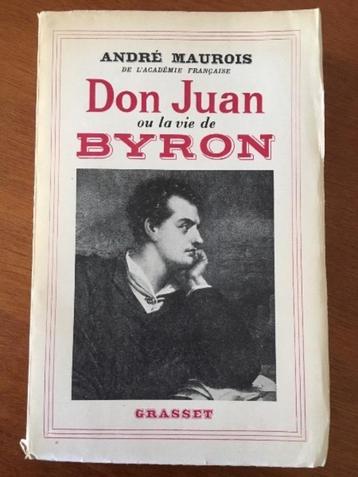 ANDRÉ MAUROIS
DE L'ACADÉMIE FRANÇAISE
Don Juan
ou la vie de
BYRON
GRASSET